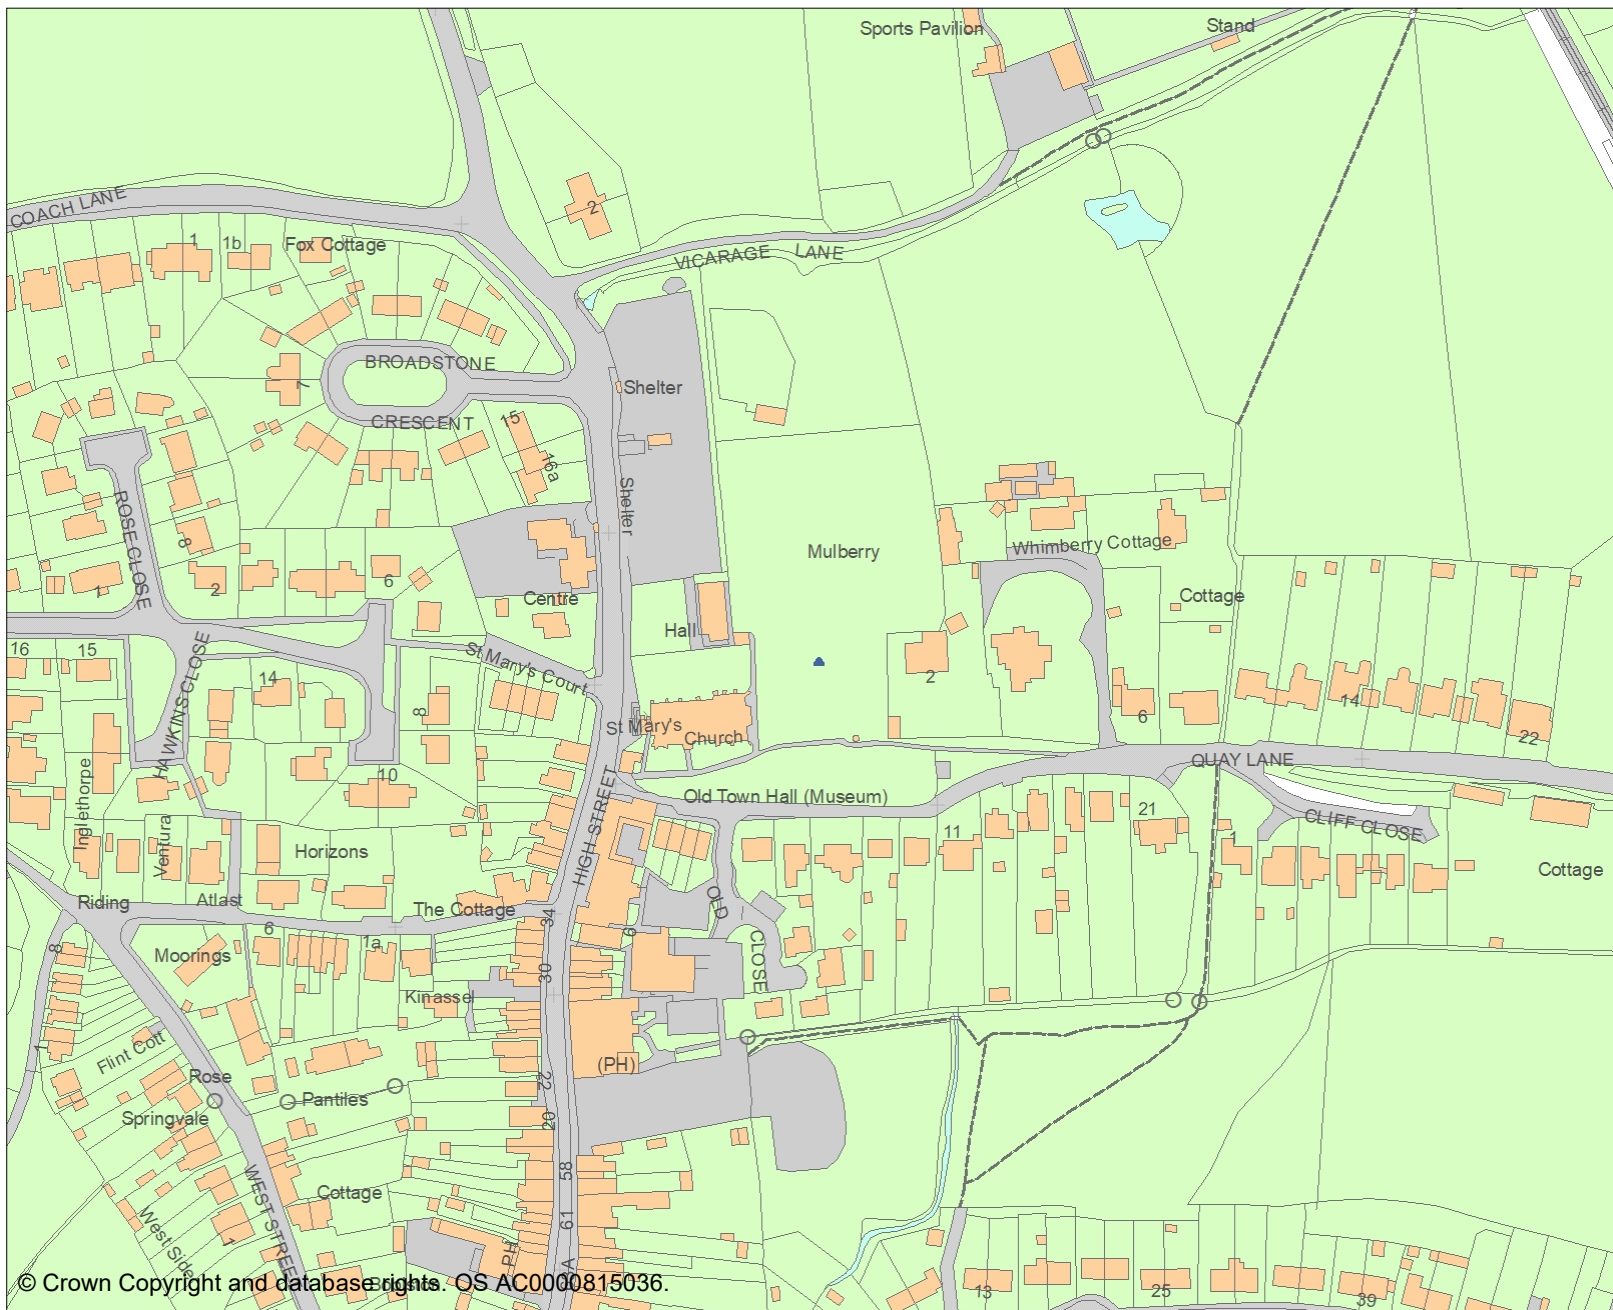 Sports Pavilion
Stand
COACH LANE
2
1
1b
Fox Cottage
VICARAGE LANE
BROADSTONE
7
Shelter
CRESCENT
15
16a
ROSE CLOSE
Shelter
8
Mulberry
Whimberry Cottage
1
2
6
Centre
Cottage
16
15
Hall
St Mary's Court
HAWKINS CLOSE
14
2
8
St Mary's
Church
6
14
22
QUAY LANE
Inglethorpe
10
Old Town Hall (Museum)
HIGH STREET
Ventura
Horizons
11
21
1
CLIFF CLOSE
Cottage
Riding
Atlast
The Cottage
34
OLD
CLOSE
8
6
1a
6
Moorings
30
Kinassel
1
Flint Cott
(PH)
Rose
22
Springvale
Pantiles
20
58
WEST STREET
Cottage
61
West Side
1
PH
13
25
39
© Crown Copyright and database rights. OS AC0000815036.